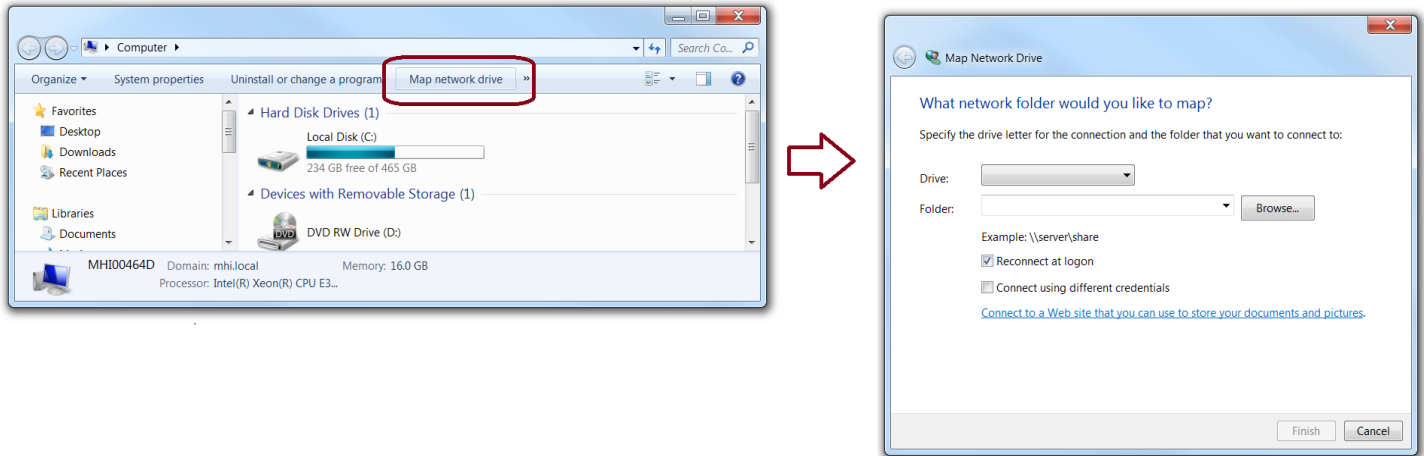 Computer
Search Co...
Organize
System properties
Uninstall or change a program
Map network drive
»
Favorites
Desktop
Downloads
Recent Places
Libraries
Documents
Hard Disk Drives (1)
Local Disk (C:)
234 GB free of 465 GB
Devices with Removable Storage (1)
DVD
DVD RW Drive (D:)
MHI00464D Domain: mhi.local Memory: 16.0 GB
Processor: Intel(R) Xeon(R) CPU E3...
Map Network Drive
What network folder would you like to map?
Specify the drive letter for the connection and the folder that you want to connect to:
Drive:
Folder:
Browse...
Example: \\server\share
Reconnect at logon
Connect using different credentials
Connect to a Web site that you can use to store your documents and pictures.
Finish
Cancel